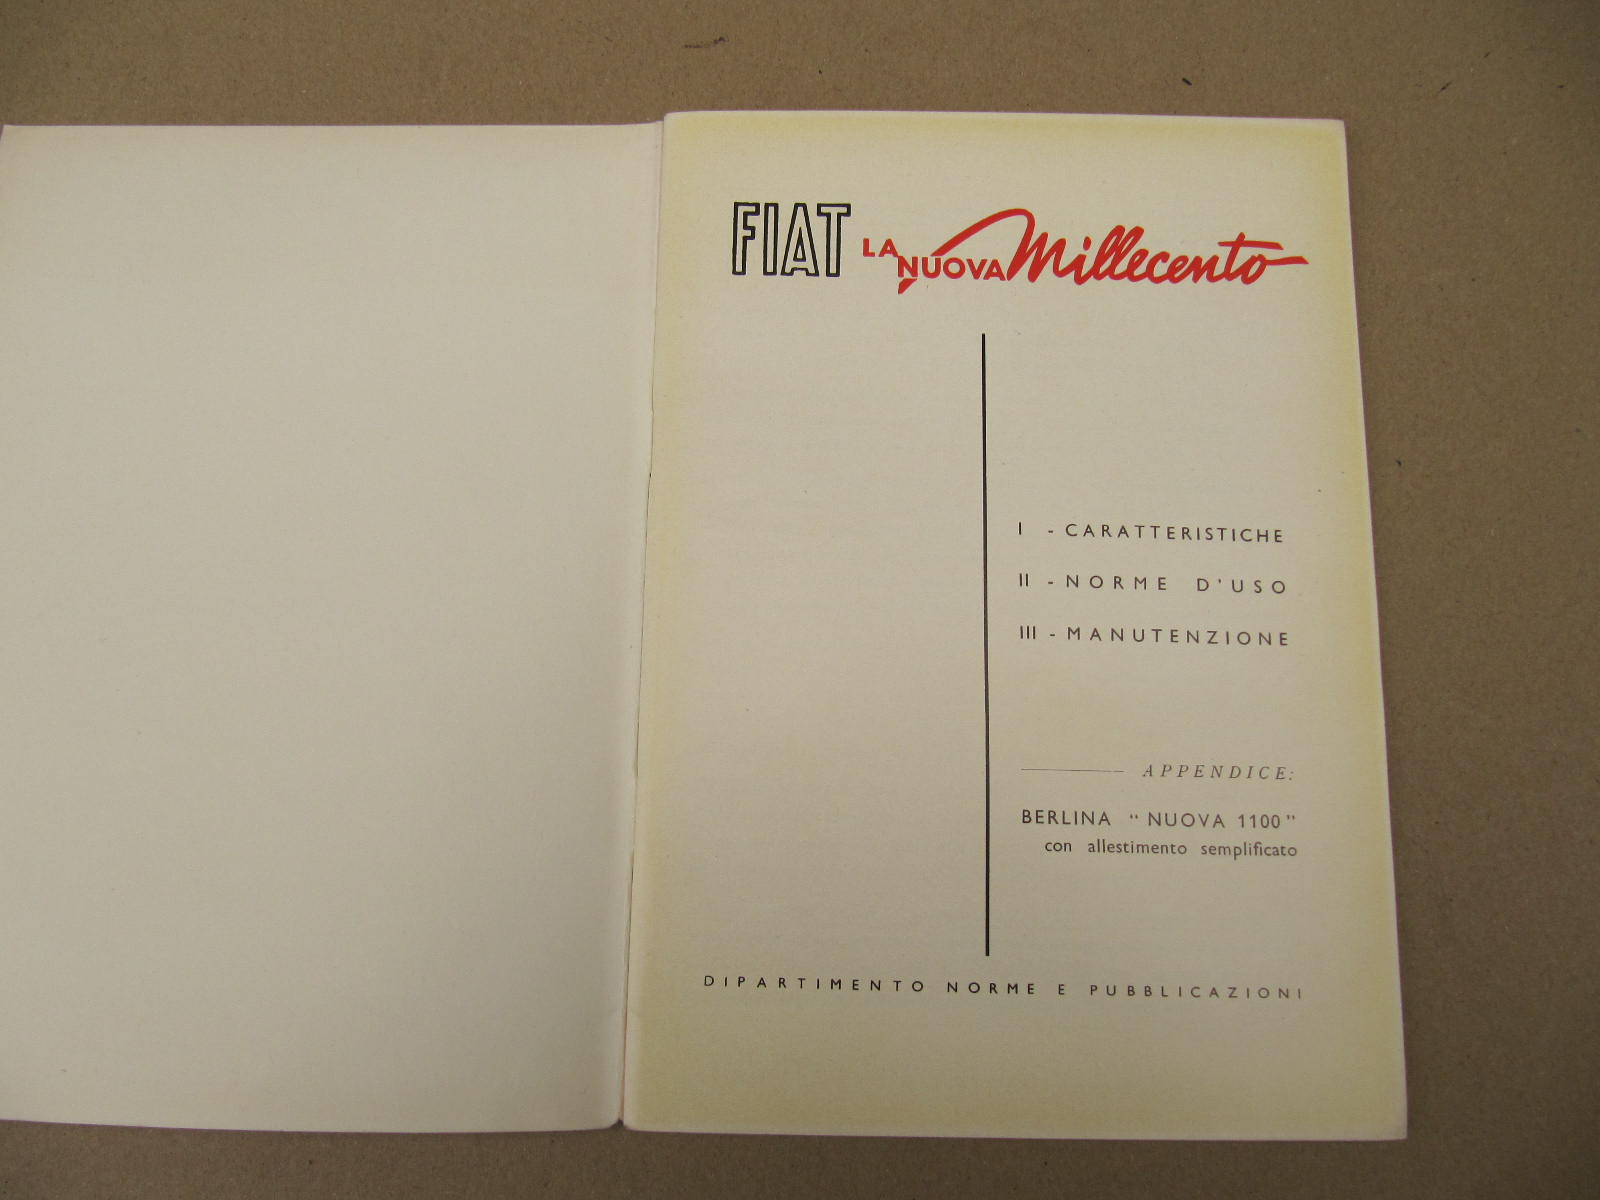 FIAT LA NUOVA Millecento
I - CARATTERISTICHE
II - NORME D'USO
III - MANUTENZIONE
APPENDICE:
BERLINA "NUOVA 1100"
con allestimento semplificato
DIPARTIMENTO NORME E PUBBLICAZIONI